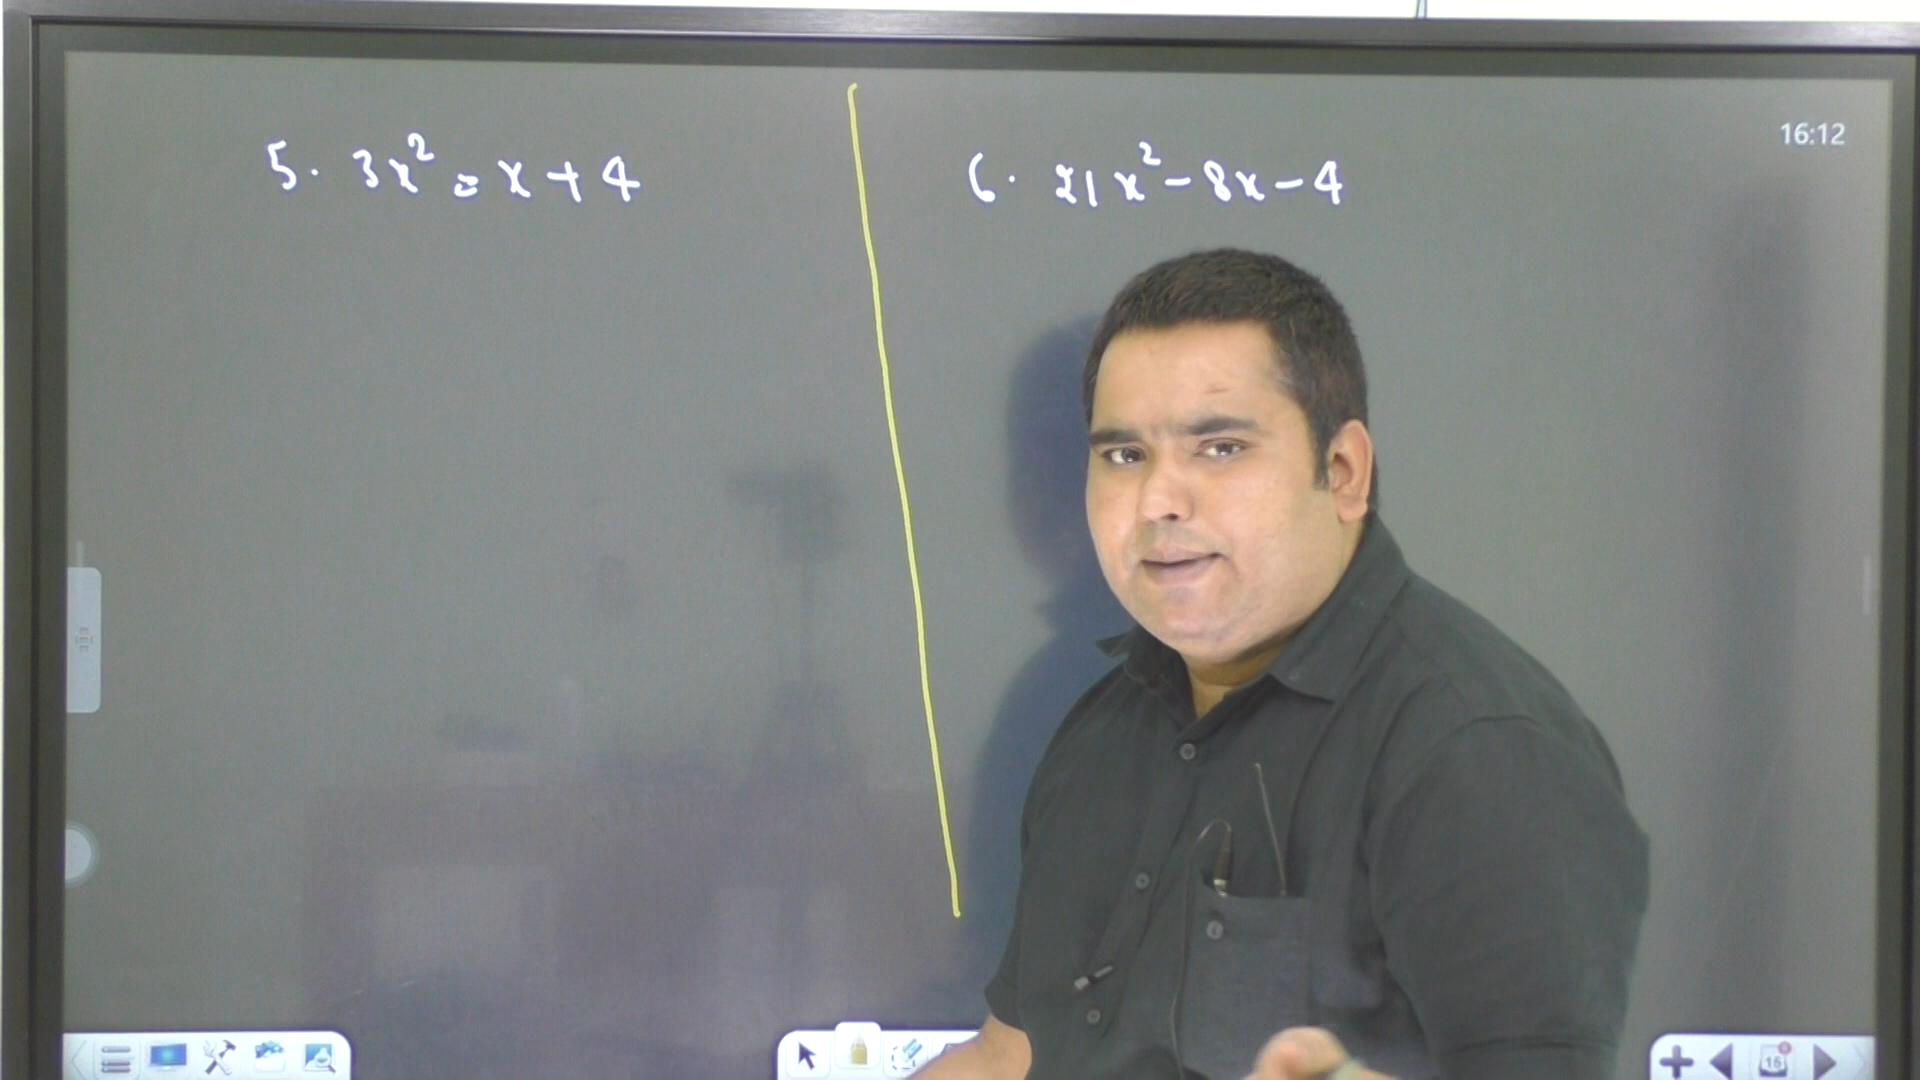 5. 3x² = x + 4
6. 21x² - 8x - 4
16:12